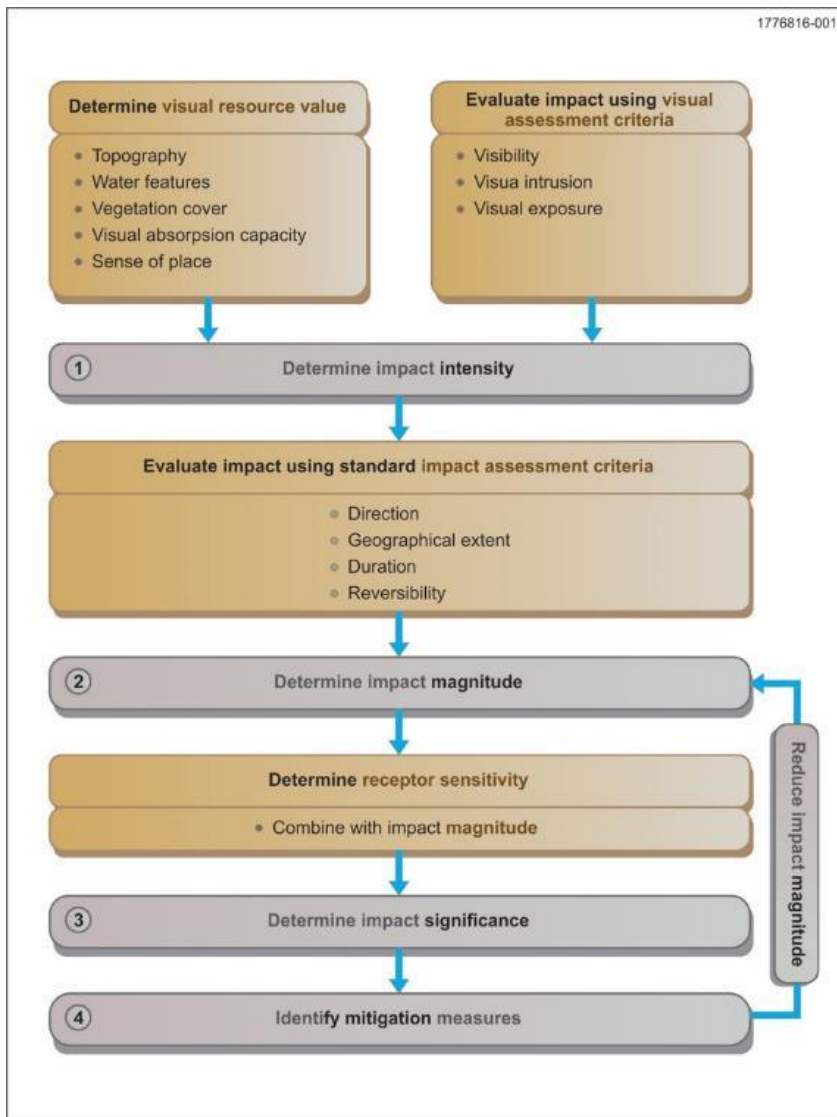 1776816-001
Determine visual resource value
Topography
Water features
Vegetation cover
Visual absorpsion capacity
Sense of place
Evaluate impact using visual
assessment criteria
Visibility
Visua intrusion
Visual exposure
1 Determine impact intensity
Evaluate impact using standard impact assessment criteria
Direction
Geographical extent
Duration
Reversibility
2 Determine impact magnitude
Determine receptor sensitivity
Combine with impact magnitude
3 Determine impact significance
4 Identify mitigation measures
Reduce impact magnitude